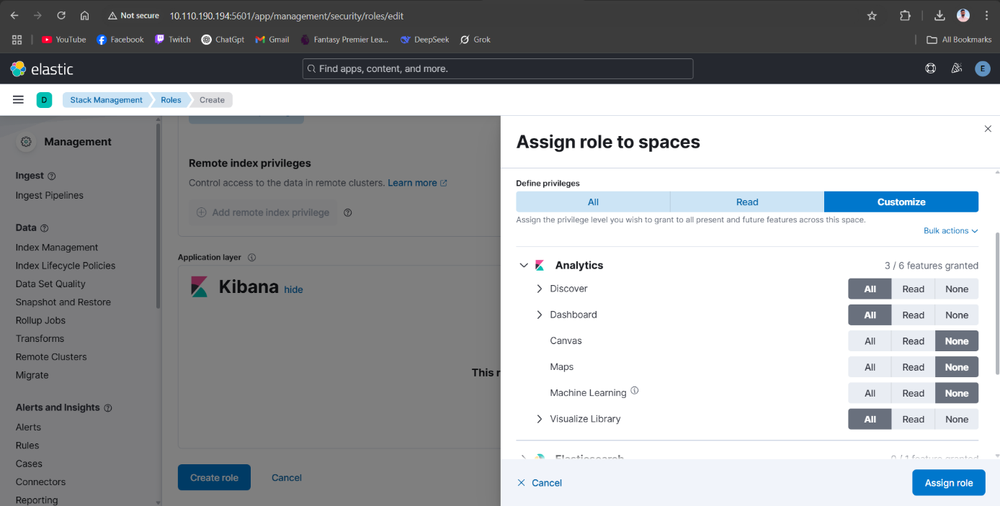 Not secure 10.110.190.194:5601/app/management/security/roles/edit
YouTube Facebook Twitch ChatGpt Gmail Fantasy Premier Lea... DeepSeek Grok All Bookmarks
elastic Find apps, content, and more. E
D Stack Management Roles Create
Management
Ingest
Ingest Pipelines
Data
Index Management
Index Lifecycle Policies
Data Set Quality
Snapshot and Restore
Rollup Jobs
Transforms
Remote Clusters
Migrate
Alerts and Insights
Alerts
Rules
Cases
Connectors
Reporting
Remote index privileges
Control access to the data in remote clusters. Learn more
Add remote index privilege
Application layer
Kibana hide
This r
Create role Cancel
Assign role to spaces
Define privileges
All Read Customize
Assign the privilege level you wish to grant to all present and future features across this space.
Bulk actions
Analytics 3 / 6 features granted
Discover All Read None
Dashboard All Read None
Canvas All Read None
Maps All Read None
Machine Learning All Read None
Visualize Library All Read None
Elasticsearch 0 / 1 feature granted
Cancel Assign role